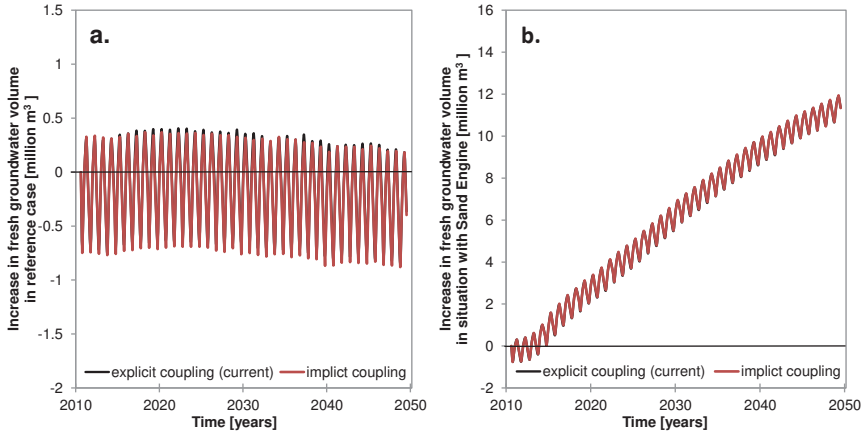 a.
Increase in fresh groundwater volume
in reference case [million m³ ]
1.5
1
0.5
0
-0.5
-1
-1.5
-2
explicit coupling (current)
implict coupling
2010
2020
2030
2040
2050
Time [years]
b.
Increase in fresh groundwater volume
in situation with Sand Engine [million m³]
16
14
12
10
8
6
4
2
0
-2
explicit coupling (current)
implict coupling
2010
2020
2030
2040
2050
Time [years]